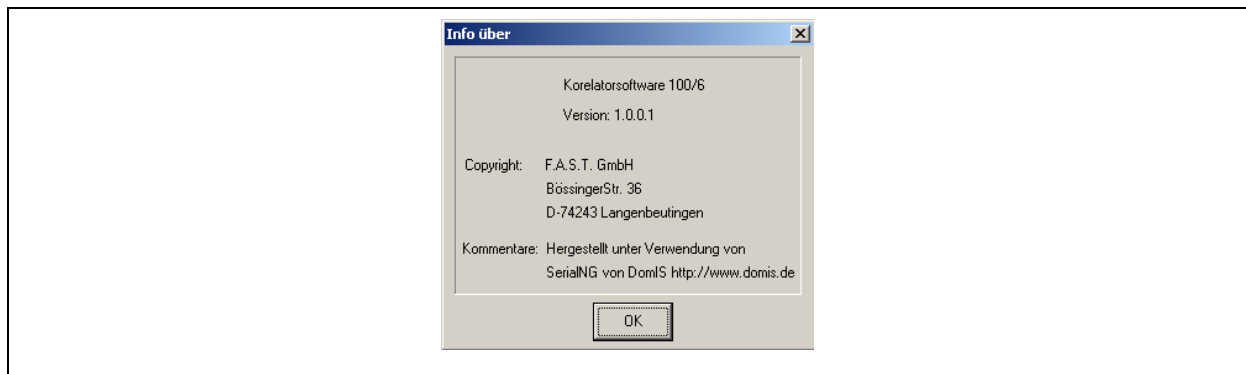 Info über
Korelatorsoftware 100/6
Version: 1.0.0.1
Copyright: F.A.S.T. GmbH
BössingerStr. 36
D-74243 Langenbeutingen
Kommentare: Hergestellt unter Verwendung von
SerialNG von DomIS http://www.domis.de
OK